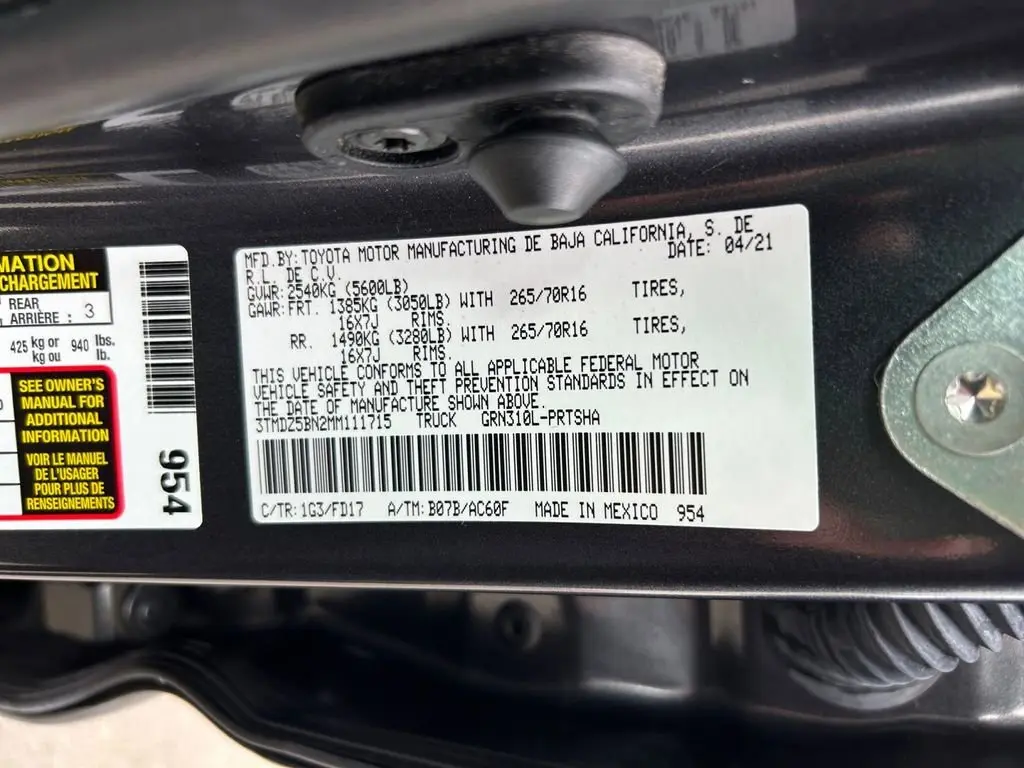 MATION
CHARGEMENT
REAR
ARRIÈRE : 3
425 kg or 940 lbs.
kg ou lb.
SEE OWNER'S
MANUAL FOR
ADDITIONAL
INFORMATION
VOIR LE MANUEL
DE L'USAGER
POUR PLUS DE
RENSEIGNEMENTS
954
MFD. BY: TOYOTA MOTOR MANUFACTURING DE BAJA CALIFORNIA, S. DE
R.L. DE C.V. DATE: 04/21
GVWR: 2540KG (5600LB)
GAWR: FRT. 1385KG (3050LB) WITH 265/70R16 TIRES,
16X7J RIMS.
RR. 1490KG (3280LB) WITH 265/70R16 TIRES,
16X7J RIMS.
THIS VEHICLE CONFORMS TO ALL APPLICABLE FEDERAL MOTOR
VEHICLE SAFETY AND THEFT PREVENTION STANDARDS IN EFFECT ON
THE DATE OF MANUFACTURE SHOWN ABOVE.
3TMDZ5BN2MM111715 TRUCK GRN310L-PRTSHA
C/TR: 1G3/FD17 A/TM: B07B/AC60F MADE IN MEXICO 954